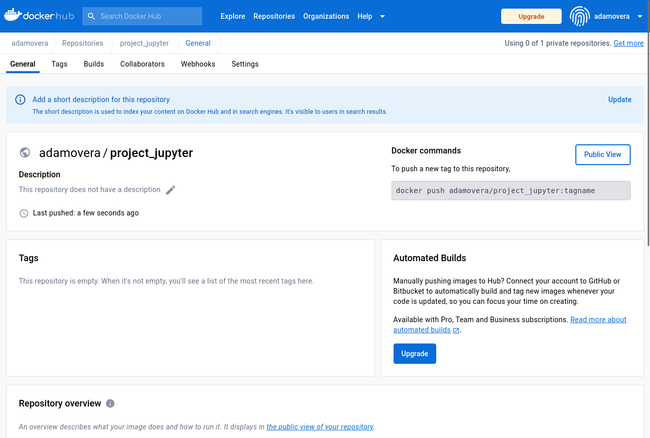 dockerhub
Search Docker Hub
Explore Repositories Organizations Help
Upgrade
adamovera
adamovera Repositories project_jupyter General
Using 0 of 1 private repositories. Get more
General Tags Builds Collaborators Webhooks Settings
Add a short description for this repository
The short description is used to index your content on Docker Hub and in search engines. It's visible to users in search results.
Update
adamovera / project_jupyter
Description
This repository does not have a description
Last pushed: a few seconds ago
Docker commands
Public View
To push a new tag to this repository,
docker push adamovera/project_jupyter:tagname
Tags
This repository is empty. When it's not empty, you'll see a list of the most recent tags here.
Automated Builds
Manually pushing images to Hub? Connect your account to GitHub or
Bitbucket to automatically build and tag new images whenever your
code is updated, so you can focus your time on creating.
Available with Pro, Team and Business subscriptions. Read more about
automated builds.
Upgrade
Repository overview
An overview describes what your image does and how to run it. It displays in the public view of your repository.